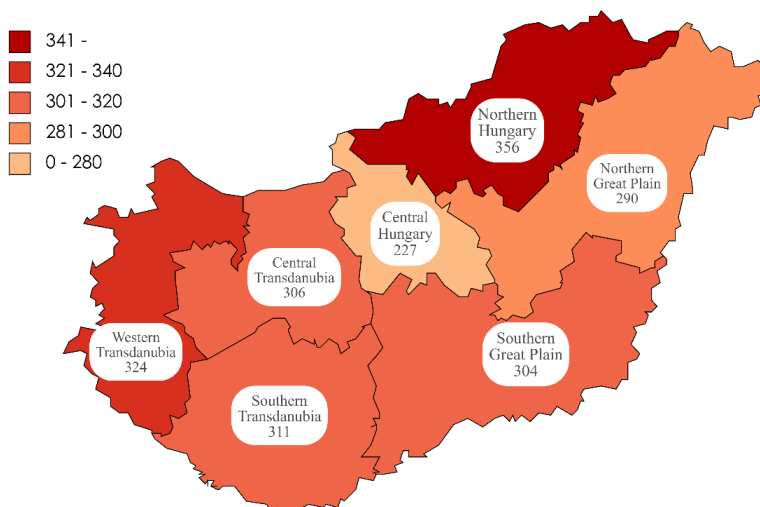 341 -
321 - 340
301 - 320
281 - 300
0 - 280
Northern
Hungary
356
Northern
Great Plain
290
Central
Hungary
227
Central
Transdanubia
306
Western
Transdanubia
324
Southern
Great Plain
304
Southern
Transdanubia
311